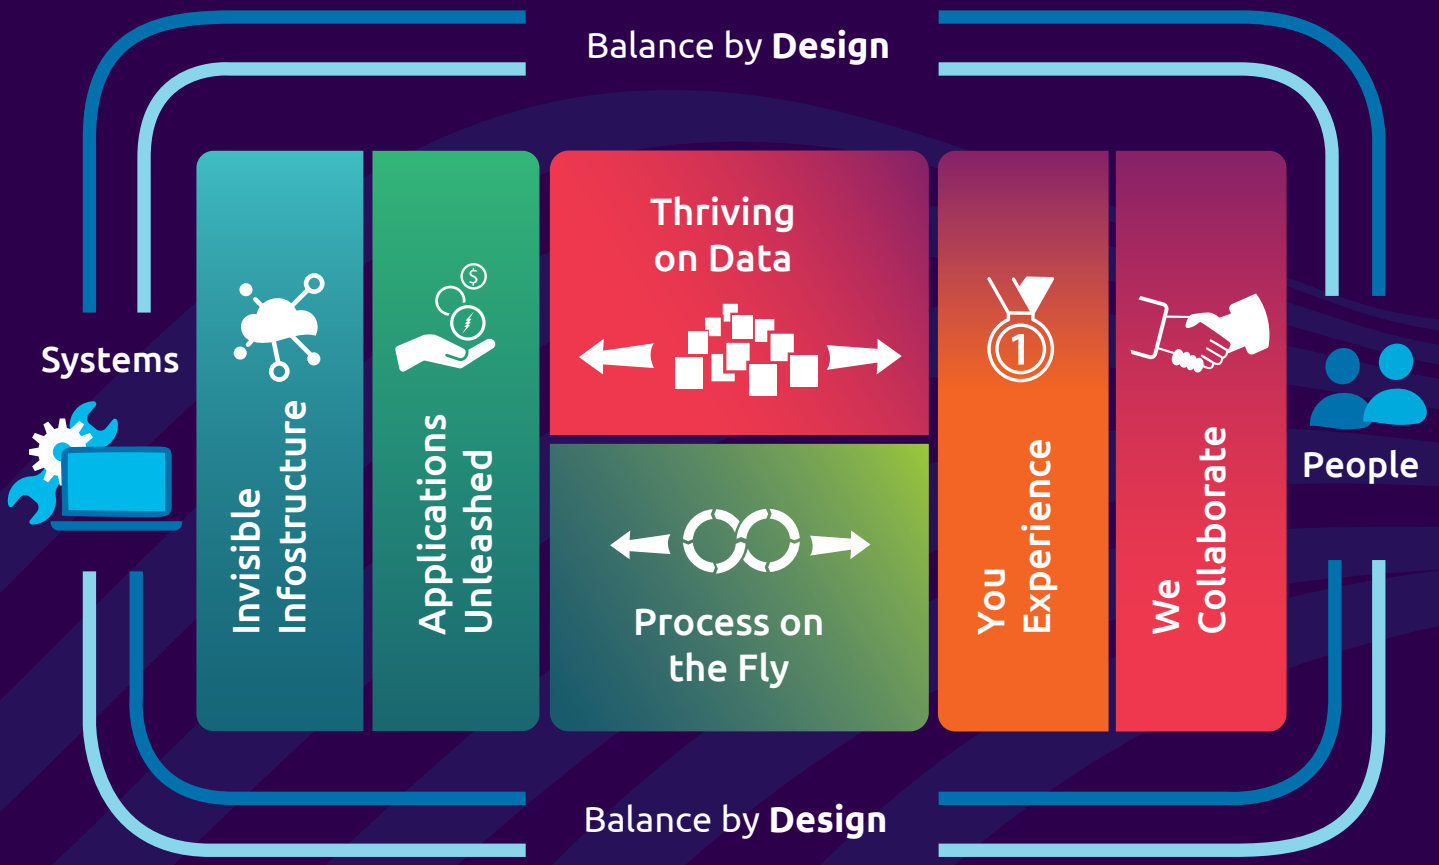 Balance by Design
Systems
Invisible
Infostructure
Applications
Unleashed
$
Thriving
on Data
Process on
the Fly
1
You
Experience
We
Collaborate
People
Balance by Design